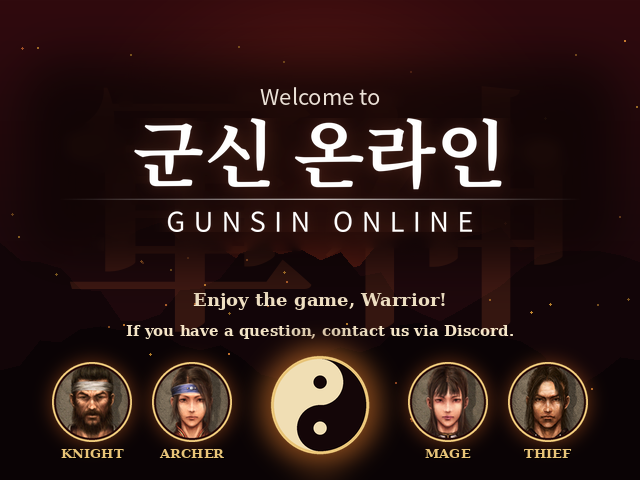 Welcome to
군신 온라인
GUNSIN ONLINE
Enjoy the game, Warrior!
If you have a question, contact us via Discord.
KNIGHT ARCHER MAGE THIEF